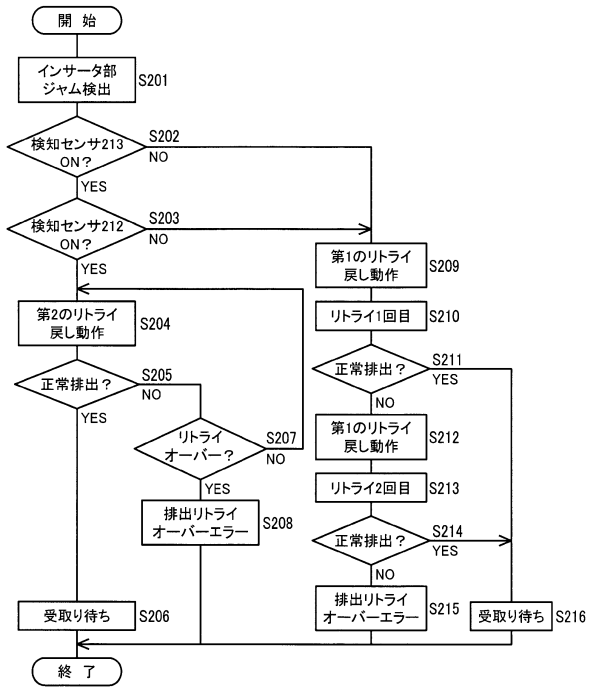 開 始
インサータ部
ジャム検出
S201
検知センサ213
ON？
S202
NO
YES
検知センサ212
ON？
S203
NO
YES
第2のリトライ
戻し動作
S204
正常排出？
S205
NO
YES
リトライ
オーバー？
S207
NO
YES
排出リトライ
オーバーエラー
S208
受取り待ち
S206
第1のリトライ
戻し動作
S209
リトライ1回目
S210
正常排出？
S211
YES
NO
第1のリトライ
戻し動作
S212
リトライ2回目
S213
正常排出？
S214
YES
NO
排出リトライ
オーバーエラー
S215
受取り待ち
S216
終 了